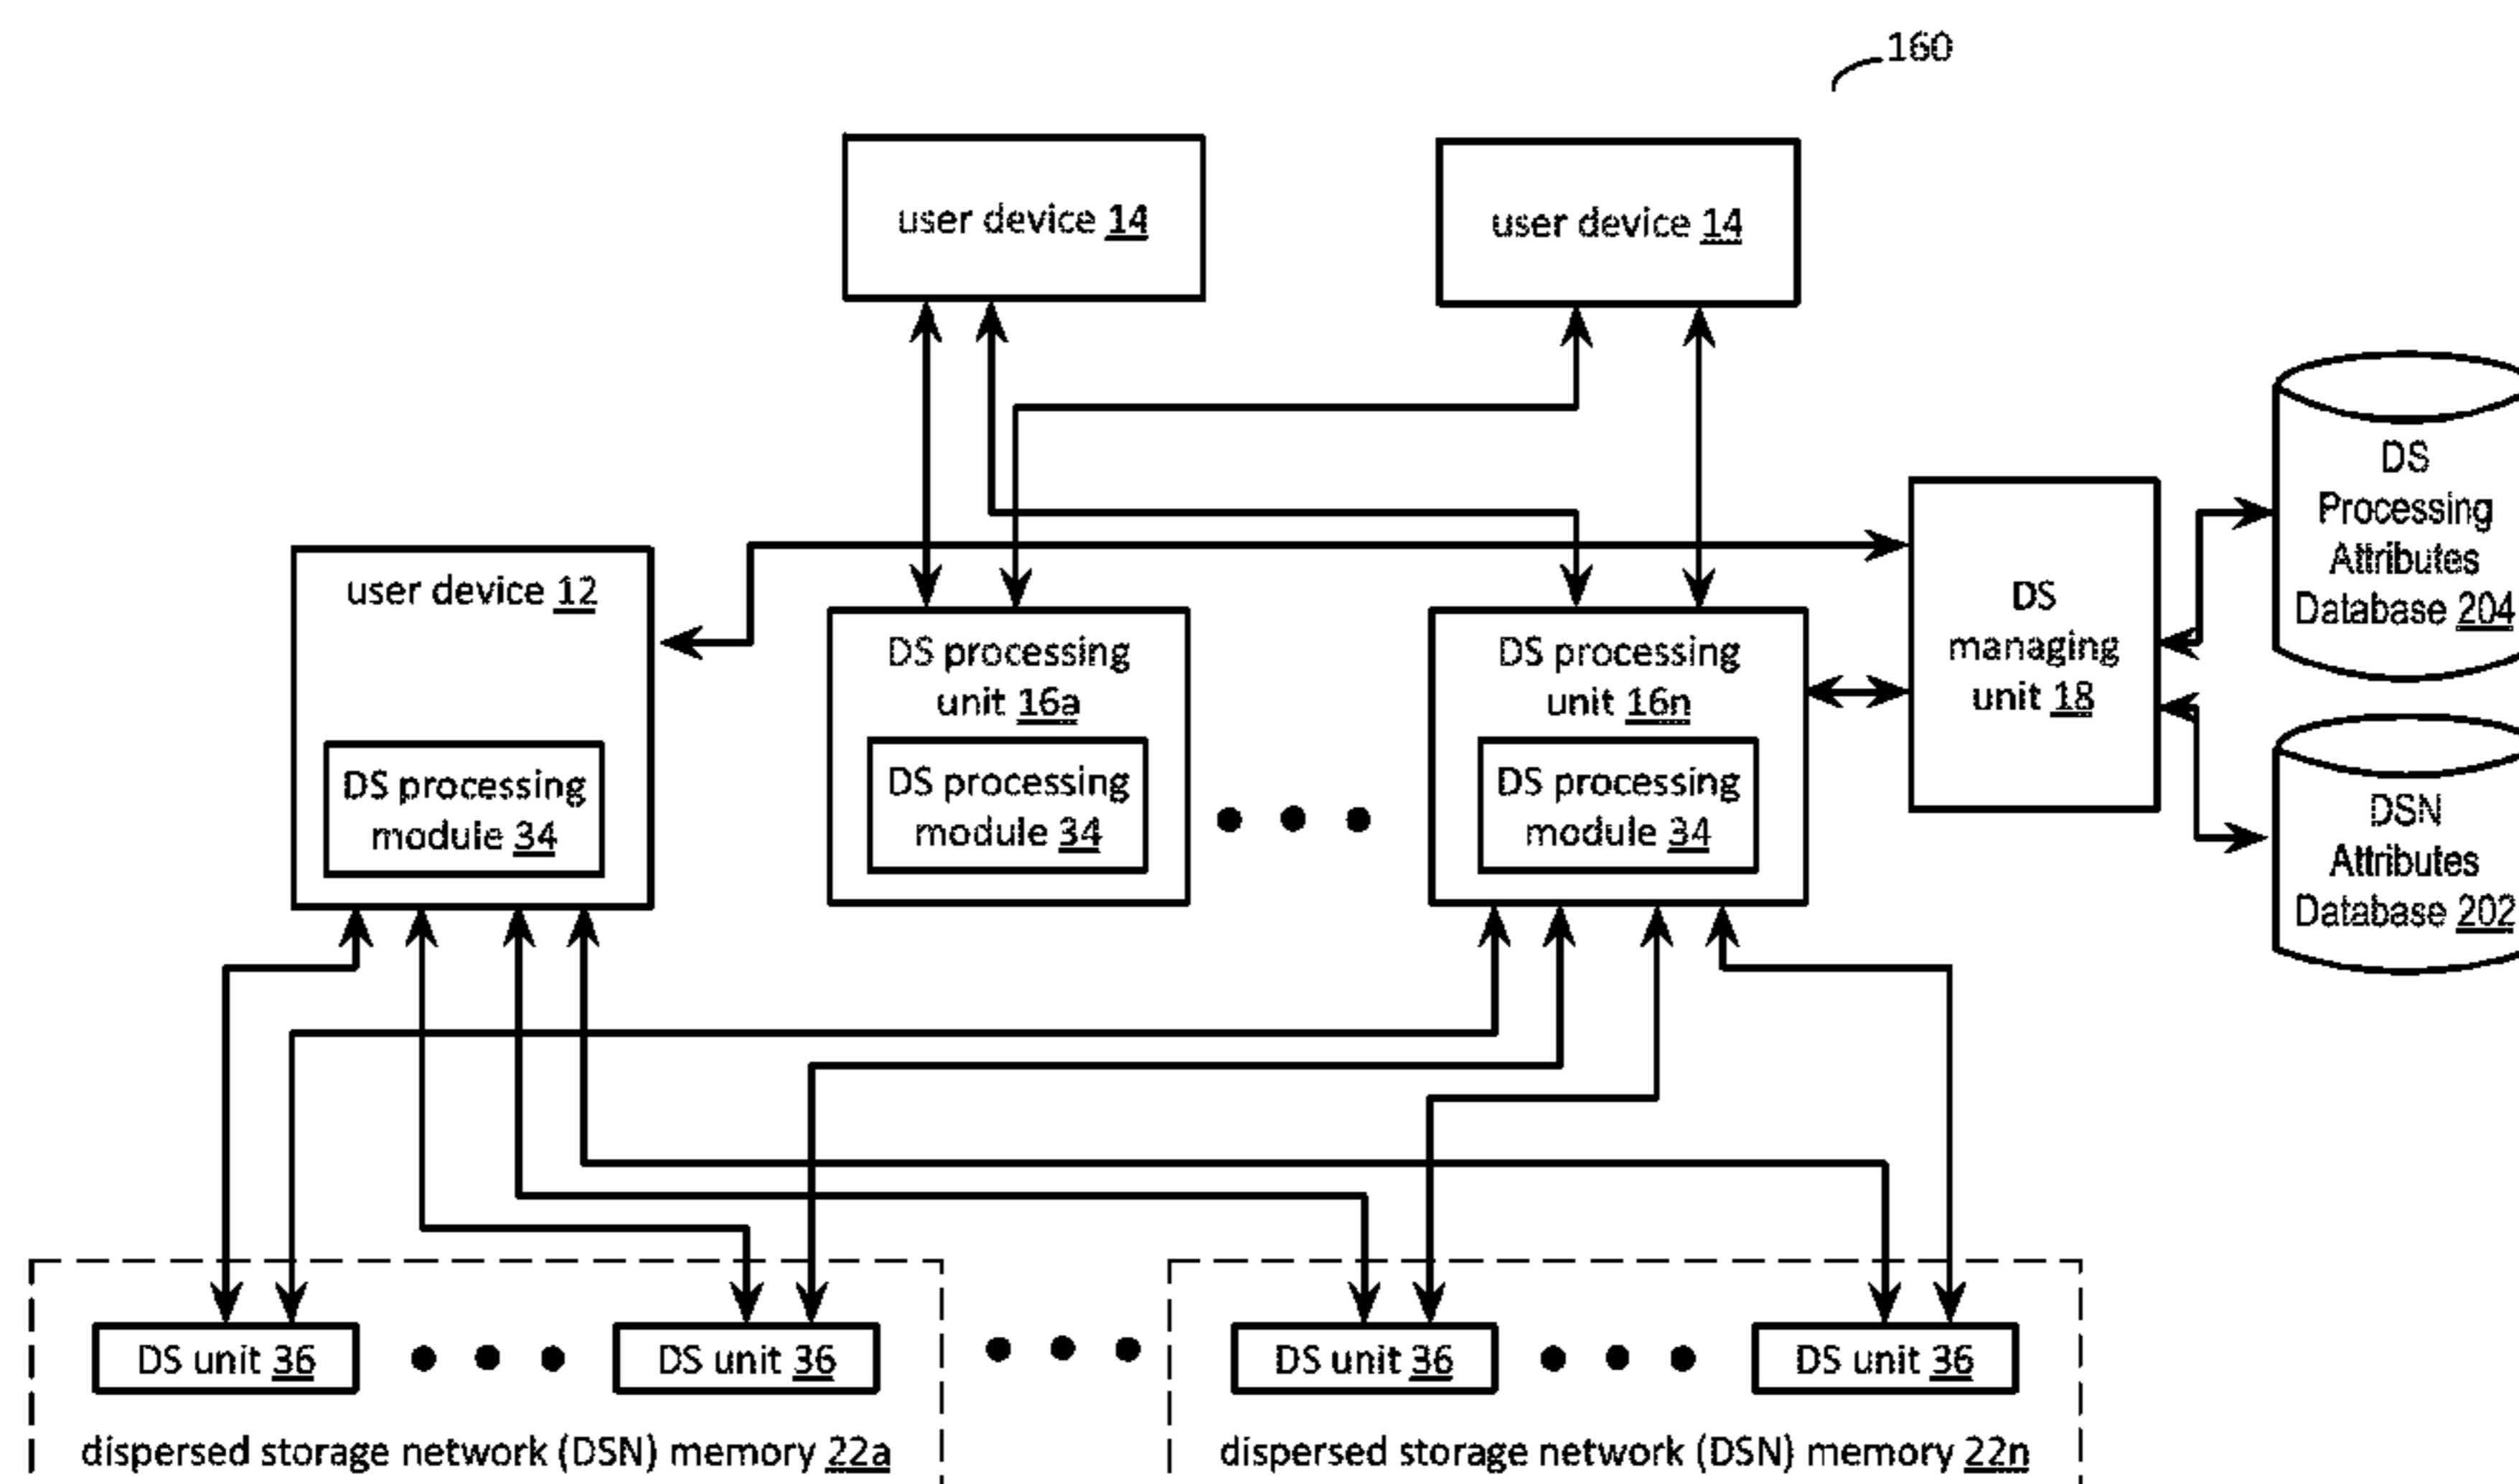 160
user device 14
user device 14
user device 12
DS processing
module 34
DS processing
unit 16a
DS processing
module 34
DS processing
unit 16n
DS processing
module 34
DS
managing
unit 18
DS
Processing
Attributes
Database 204
DSN
Attributes
Database 202
DS unit 36
DS unit 36
DS unit 36
DS unit 36
dispersed storage network (DSN) memory 22a
dispersed storage network (DSN) memory 22n